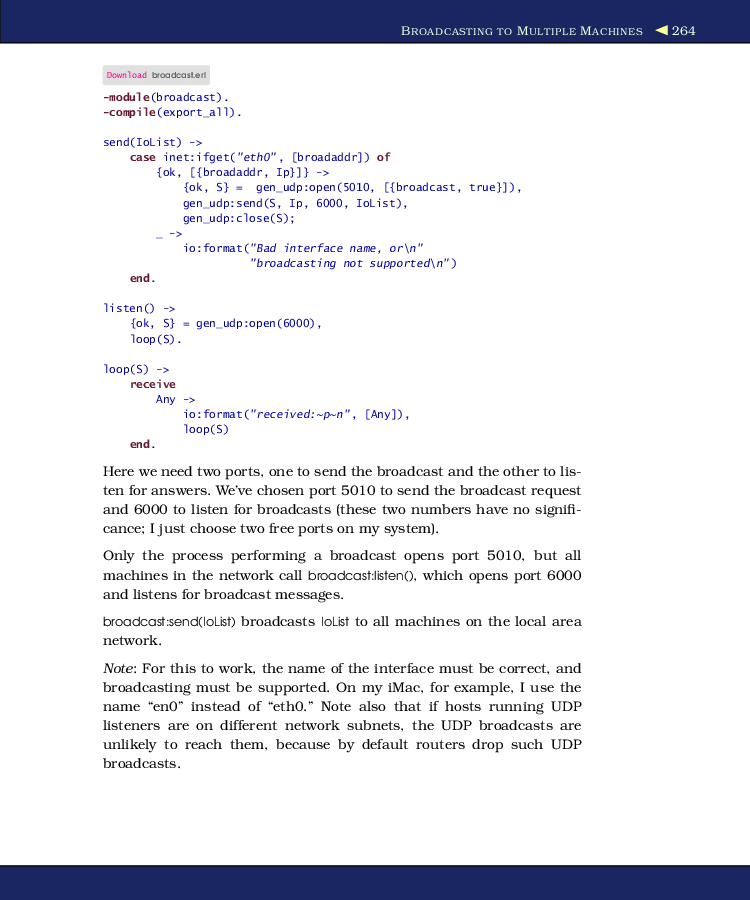 BROADCASTING TO MULTIPLE MACHINES ◀ 264
Download broadcast.erl
-module(broadcast).
-compile(export_all).
send(IoList) ->
    case inet:ifget("eth0", [broadaddr]) of
        {ok, [{broadaddr, Ip}]} ->
            {ok, S} =  gen_udp:open(5010, [{broadcast, true}]),
            gen_udp:send(S, Ip, 6000, IoList),
            gen_udp:close(S);
        _ ->
            io:format("Bad interface name, or\n"
                      "broadcasting not supported\n")
    end.
listen() ->
    {ok, S} = gen_udp:open(6000),
    loop(S).
loop(S) ->
    receive
        Any ->
            io:format("received:~p~n", [Any]),
            loop(S)
    end.
Here we need two ports, one to send the broadcast and the other to lis-
ten for answers. We've chosen port 5010 to send the broadcast request
and 6000 to listen for broadcasts (these two numbers have no signifi-
cance; I just choose two free ports on my system).
Only the process performing a broadcast opens port 5010, but all
machines in the network call broadcast:listen(), which opens port 6000
and listens for broadcast messages.
broadcast:send(IoList) broadcasts IoList to all machines on the local area
network.
Note: For this to work, the name of the interface must be correct, and
broadcasting must be supported. On my iMac, for example, I use the
name “en0” instead of “eth0.” Note also that if hosts running UDP
listeners are on different network subnets, the UDP broadcasts are
unlikely to reach them, because by default routers drop such UDP
broadcasts.